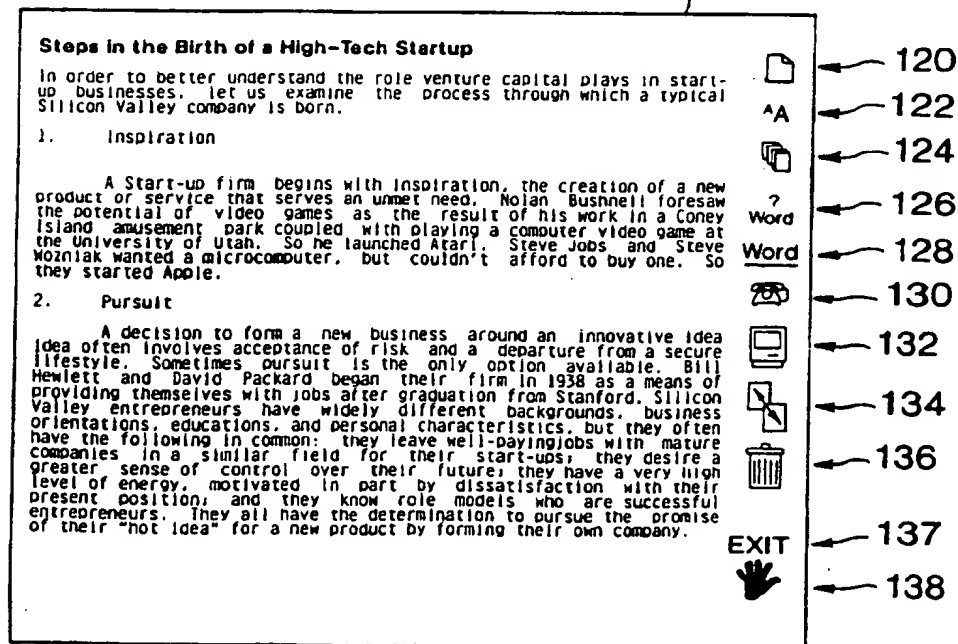 Steps in the Birth of a High-Tech Startup
In order to better understand the role venture capital plays in start-
up businesses, let us examine the process through which a typical
Silicon Valley company is born.
1. Inspiration
A Start-up firm begins with inspiration, the creation of a new
product or service that serves an unmet need. Nolan Bushnell foresaw
the potential of video games as the result of his work in a Coney
Island amusement park coupled with playing a computer video game at
the University of Utah. So he launched Atari. Steve Jobs and Steve
Wozniak wanted a microcomputer, but couldn't afford to buy one. So
they started Apple.
2. Pursuit
A decision to form a new business around an innovative idea
idea often involves acceptance of risk and a departure from a secure
lifestyle. Sometimes pursuit is the only option available. Bill
Hewlett and David Packard began their firm in 1938 as a means of
providing themselves with jobs after graduation from Stanford. Silicon
Valley entrepreneurs have widely different backgrounds, business
orientations, educations, and personal characteristics, but they often
have the following in common: they leave well-payingjobs with mature
companies in a similar field for their start-ups; they desire a
greater sense of control over their future; they have a very high
level of energy, motivated in part by dissatisfaction with their
present position; and they know role models who are successful
entrepreneurs. They all have the determination to pursue the promise
of their "hot idea" for a new product by forming their own company.
120
AA 122
124
? Word 126
Word 128
130
132
134
136
EXIT 137
138